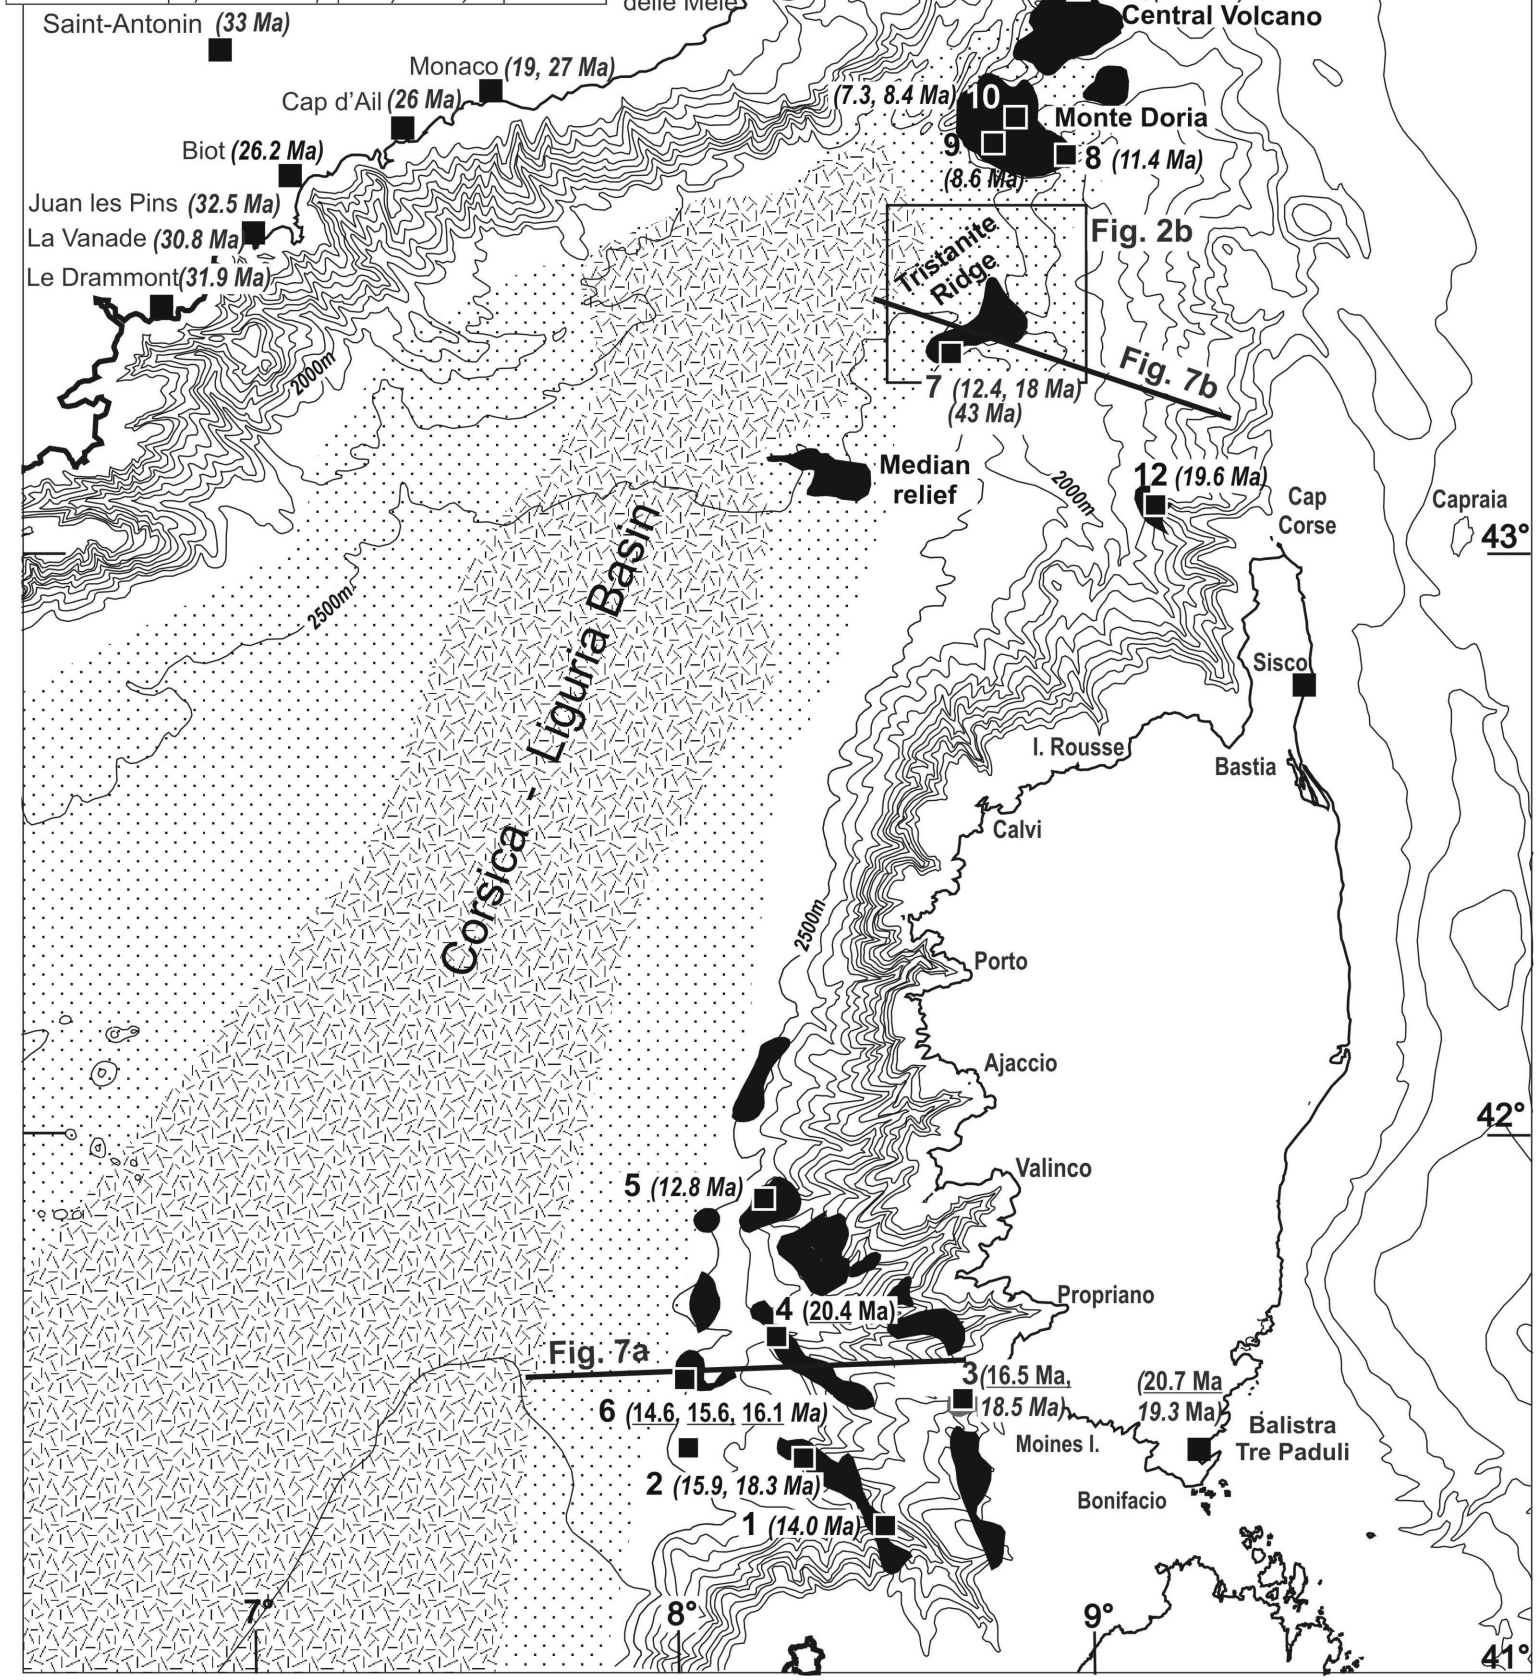 delle Mele
Saint-Antonin (33 Ma)
Central Volcano
Monaco (19, 27 Ma)
Cap d'Ail (26 Ma)
(7.3, 8.4 Ma) 10
Monte Doria
9
8 (11.4 Ma)
(8.6 Ma)
Biot (26.2 Ma)
Juan les Pins (32.5 Ma)
La Vanade (30.8 Ma)
Le Drammont (31.9 Ma)
Fig. 2b
Tristanite
Ridge
2000m
Fig. 7b
7 (12.4, 18 Ma)
(43 Ma)
Median
relief
2000m
12 (19.6 Ma)
Cap
Corse
Capraia
43°
2500m
Corsica - Liguria Basin
Sisco
I. Rousse
Bastia
Calvi
2500m
Porto
Ajaccio
42°
Valinco
5 (12.8 Ma)
Propriano
4 (20.4 Ma)
Fig. 7a
3 (16.5 Ma,
18.5 Ma)
(20.7 Ma
19.3 Ma)
6 (14.6, 15.6, 16.1 Ma)
Balistra
Tre Paduli
Moines I.
2 (15.9, 18.3 Ma)
Bonifacio
1 (14.0 Ma)
7°
8°
9°
41°